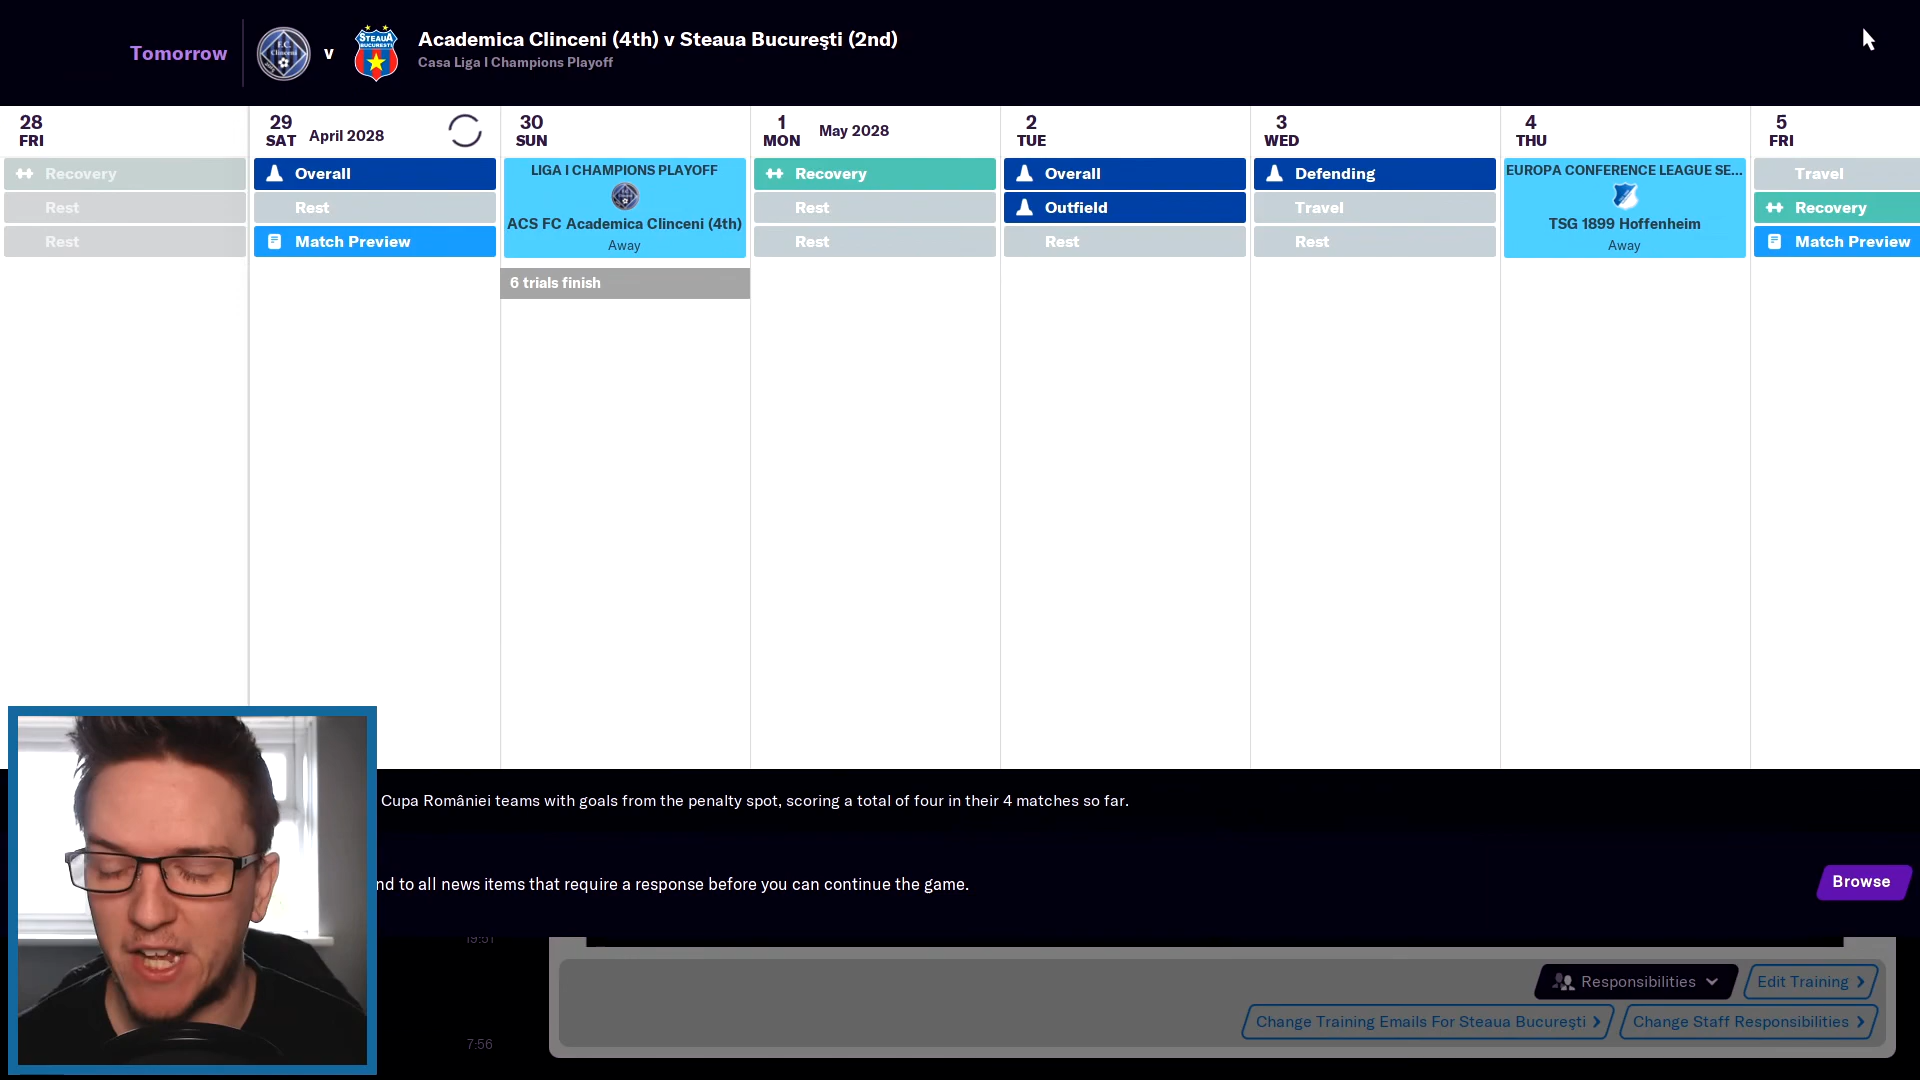 Tomorrow
v
Academica Clinceni (4th) v Steaua Bucureşti (2nd)
Casa Liga I Champions Playoff
STEAUA
28
FRI
29
SAT
April 2028
30
SUN
1
MON
May 2028
2
TUE
3
WED
4
THU
5
FRI
Recovery
Rest
Rest
Overall
Rest
Match Preview
LIGA I CHAMPIONS PLAYOFF
ACS FC Academica Clinceni (4th)
Away
6 trials finish
Recovery
Rest
Rest
Overall
Outfield
Rest
Defending
Travel
Rest
EUROPA CONFERENCE LEAGUE SE...
TSG 1899 Hoffenheim
Away
Travel
Recovery
Match Preview
Cupa României teams with goals from the penalty spot, scoring a total of four in their 4 matches so far.
nd to all news items that require a response before you can continue the game.
Browse
19:51
Responsibilities
Edit Training
Change Training Emails For Steaua Bucureşti
Change Staff Responsibilities
7:56